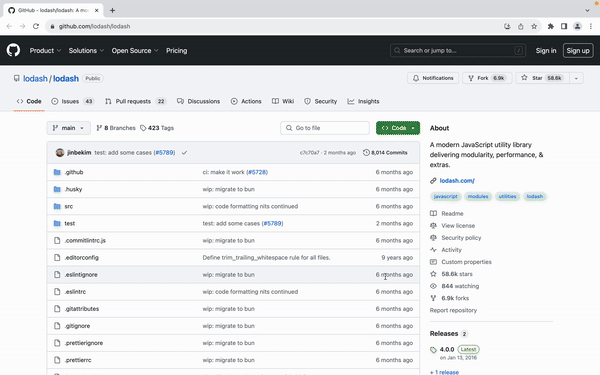 GitHub - lodash/lodash: A mo
github.com/lodash/lodash
Product Solutions Open Source Pricing Search or jump to... / Sign in Sign up
lodash / lodash Public Notifications Fork 6.9k Star 58.6k
Code Issues 43 Pull requests 22 Discussions Actions Wiki Security Insights
main 8 Branches 423 Tags Go to file Code
jinbekim test: add some cases (#5789) c7c70a7 · 2 months ago 8,014 Commits
.github ci: make it work (#5728) 6 months ago
.husky wip: migrate to bun 6 months ago
src wip: code formatting nits continued 6 months ago
test test: add some cases (#5789) 2 months ago
.commitlintrc.js wip: migrate to bun 6 months ago
.editorconfig Define trim_trailing_whitespace rule for all files. 9 years ago
.eslintignore wip: migrate to bun 6 months ago
.eslintrc wip: code formatting nits continued 6 months ago
.gitattributes wip: migrate to bun 6 months ago
.gitignore wip: migrate to bun 6 months ago
.prettierignore wip: migrate to bun 6 months ago
.prettierrc wip: migrate to bun 6 months ago
About
A modern JavaScript utility library
delivering modularity, performance, &
extras.
lodash.com/
javascript modules utilities lodash
Readme
View license
Security policy
Activity
Custom properties
58.6k stars
844 watching
6.9k forks
Report repository
Releases 2
4.0.0 Latest
on Jan 13, 2016
+ 1 release